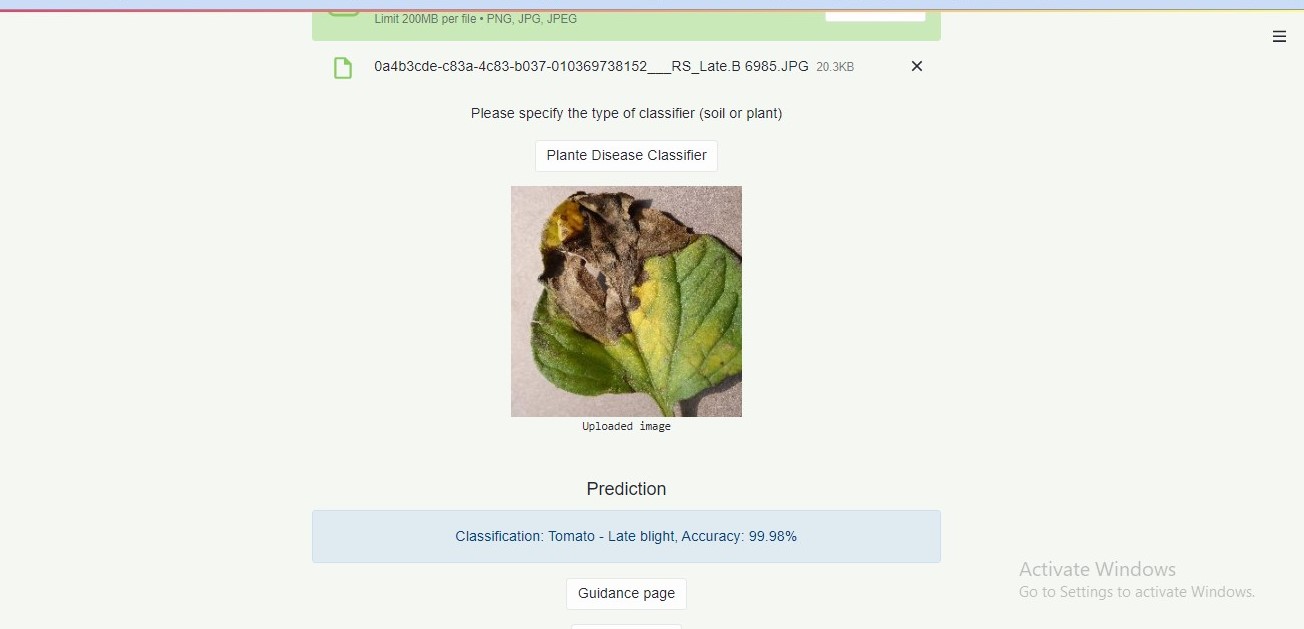 Limit 200MB per file • PNG, JPG, JPEG
0a4b3cde-c83a-4c83-b037-010369738152___RS_Late.B 6985.JPG 20.3KB
Please specify the type of classifier (soil or plant)
Plante Disease Classifier
Uploaded image
Prediction
Classification: Tomato - Late blight, Accuracy: 99.98%
Guidance page
Activate Windows
Go to Settings to activate Windows.